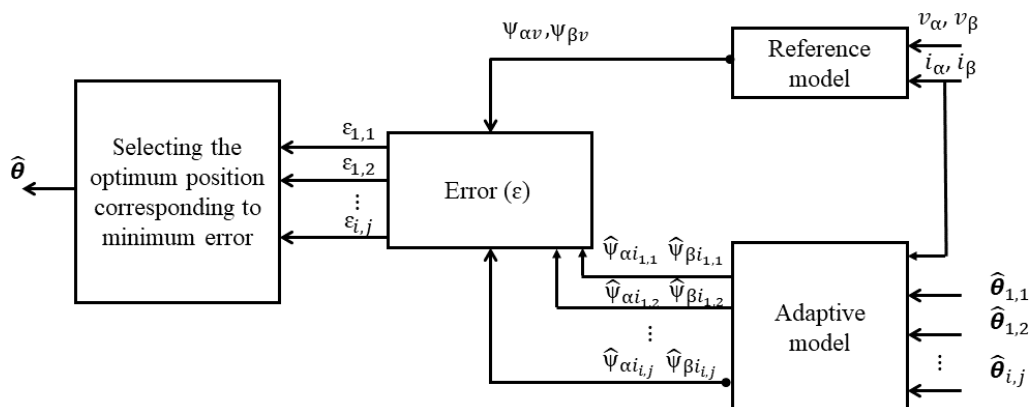 ψαv,ψβv
Reference
model
vα, vβ
iα, iβ
θ̂
Selecting the
optimum position
corresponding to
minimum error
ε1,1
ε1,2
⋮
εi,j
Error (ε)
ψ̂αi1,1 ψ̂βi1,1
ψ̂αi1,2 ψ̂βi1,2
⋮
ψ̂αii,j ψ̂βii,j
Adaptive
model
θ̂1,1
θ̂1,2
⋮
θ̂i,j